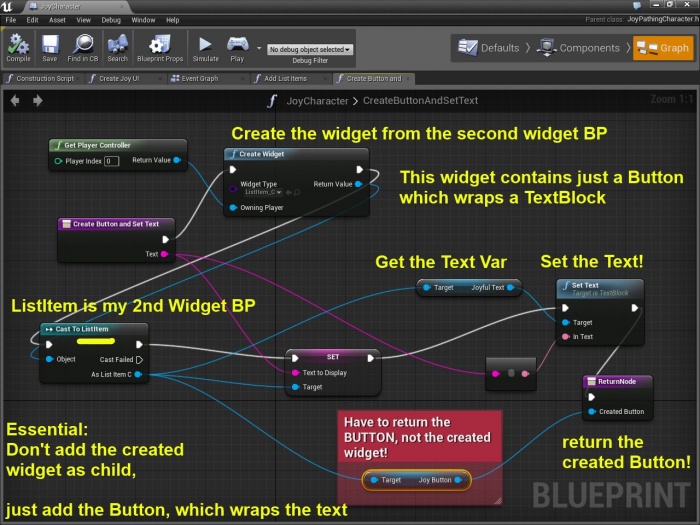 JoyCharacter
File Edit Asset View Debug Window Help
Parent class: JoyPathingCharacter.h
Compile Save Find in CB Search Blueprint Props Simulate Play
No debug object selected
Debug Filter
Defaults Components Graph
Construction Script Create Joy UI Event Graph Add List Items Create Button and
JoyCharacter > CreateButtonAndSetText
Zoom 1:1
Create the widget from the second widget BP
Get Player Controller
Player Index 0 Return Value
Create Widget
Widget Type Return Value
ListItem_C
Owning Player
This widget contains just a Button
which wraps a TextBlock
Create Button and Set Text
Text
Get the Text Var
Set the Text!
Target Joyful Text
Set Text
Target is TextBlock
Target
In Text
ListItem is my 2nd Widget BP
Cast To ListItem
Object Cast Failed
As List Item C
SET
Text to Display
Target
ReturnNode
Created Button
Have to return the
BUTTON, not the created
widget!
Target Joy Button
return the
created Button!
Essential:
Don't add the created
widget as child,
just add the Button, which wraps the text
BLUEPRINT